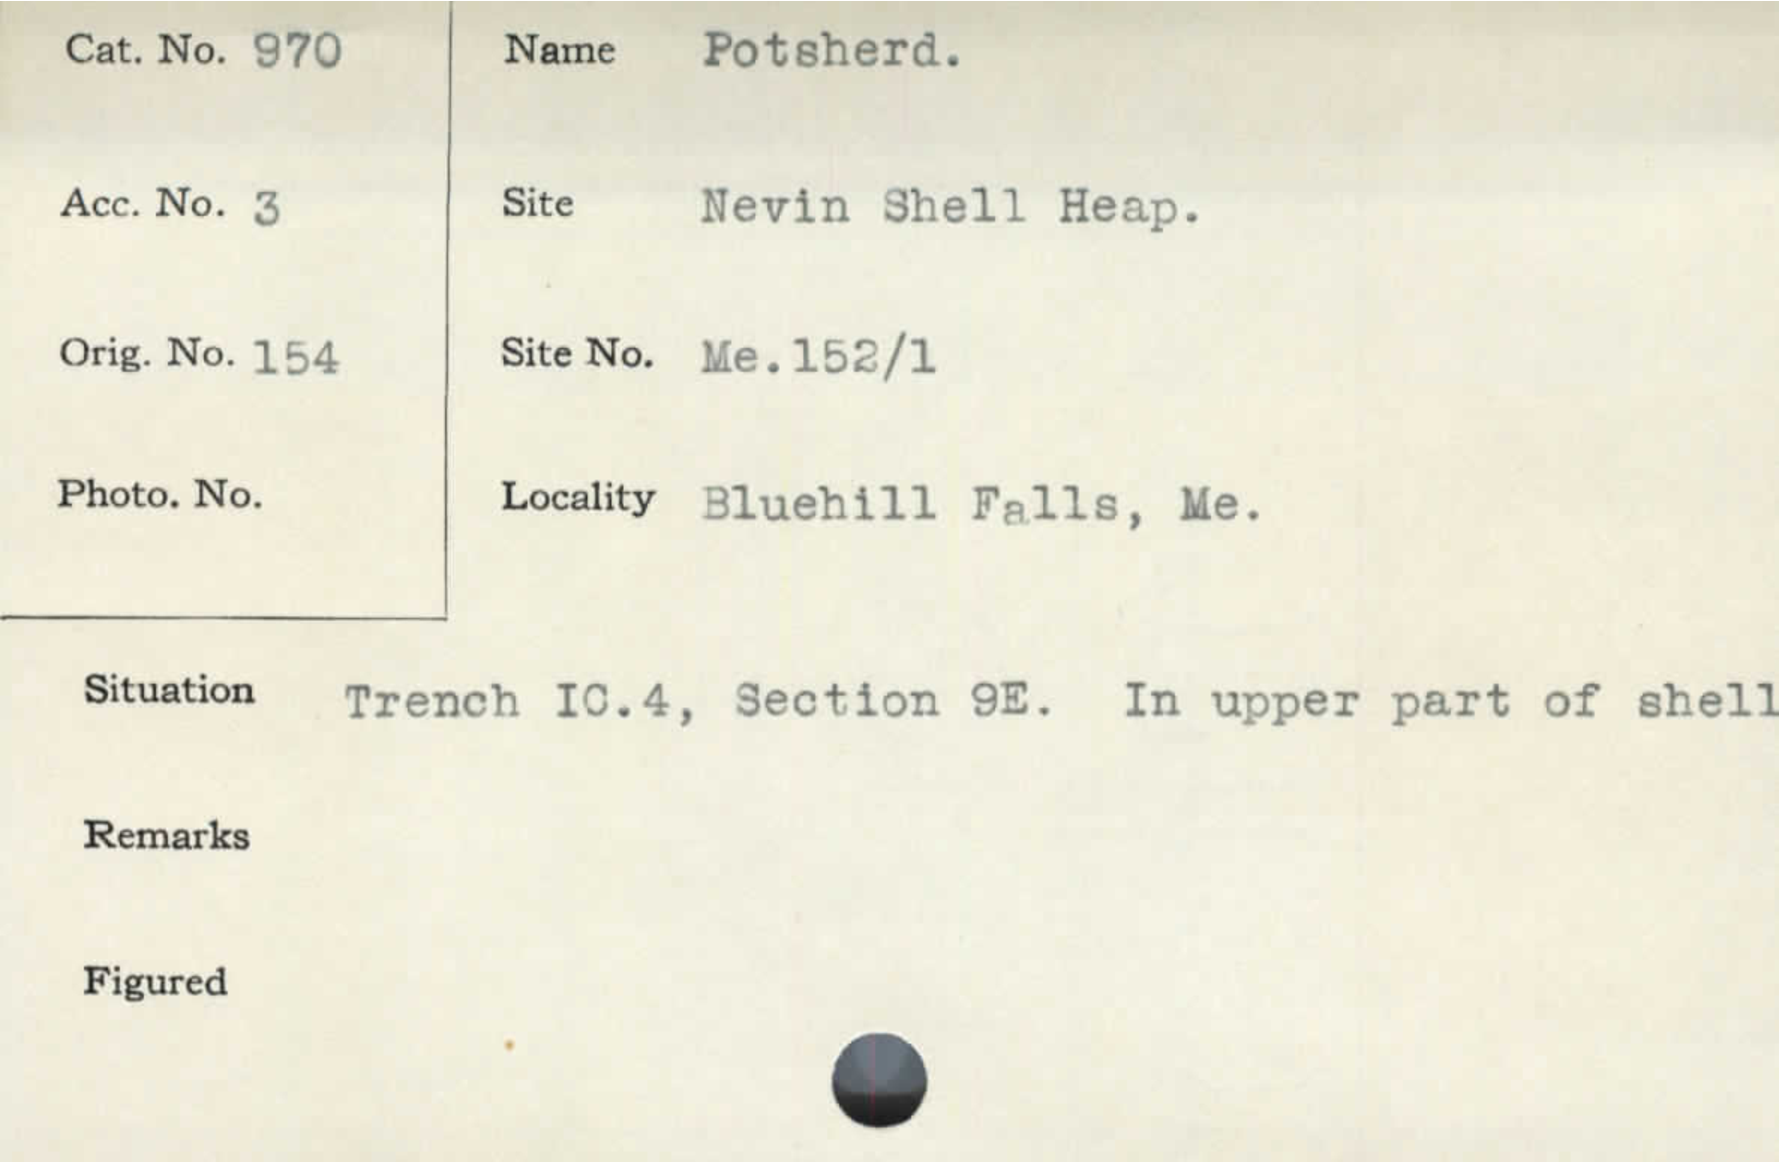 Cat. No. 970
Name Potsherd.
Acc. No. 3
Site Nevin Shell Heap.
Orig. No. 154
Site No. Me.152/1
Photo. No.
Locality Bluehill Falls, Me.
Situation Trench IC.4, Section 9E. In upper part of shell
Remarks
Figured